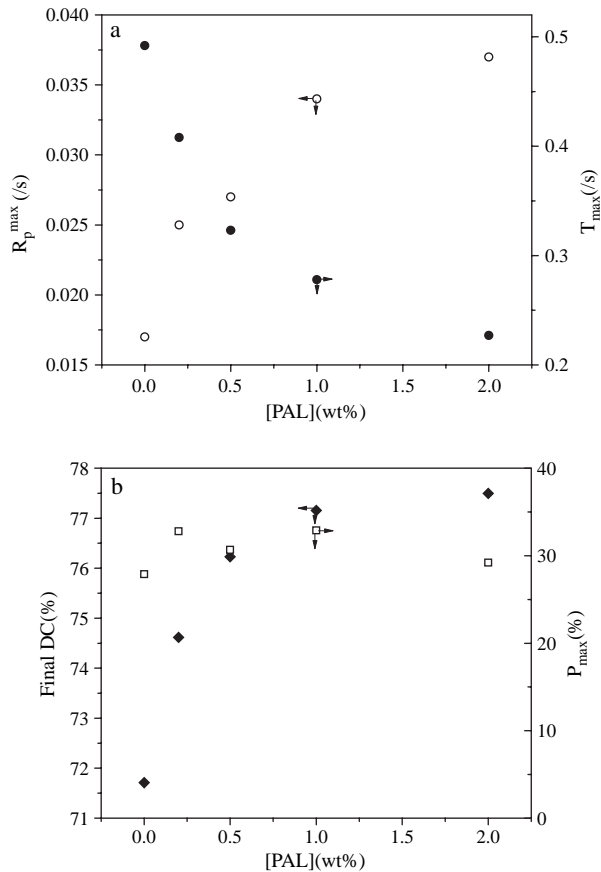 a
0.040
0.035
0.030
0.025
0.020
0.015
R_p^max (/s)
0.5
0.4
0.3
0.2
T_max(/s)
0.0 0.5 1.0 1.5 2.0
[PAL](wt%)
b
78
77
76
75
74
73
72
71
Final DC(%)
40
30
20
10
0
P_max(%)
0.0 0.5 1.0 1.5 2.0
[PAL](wt%)